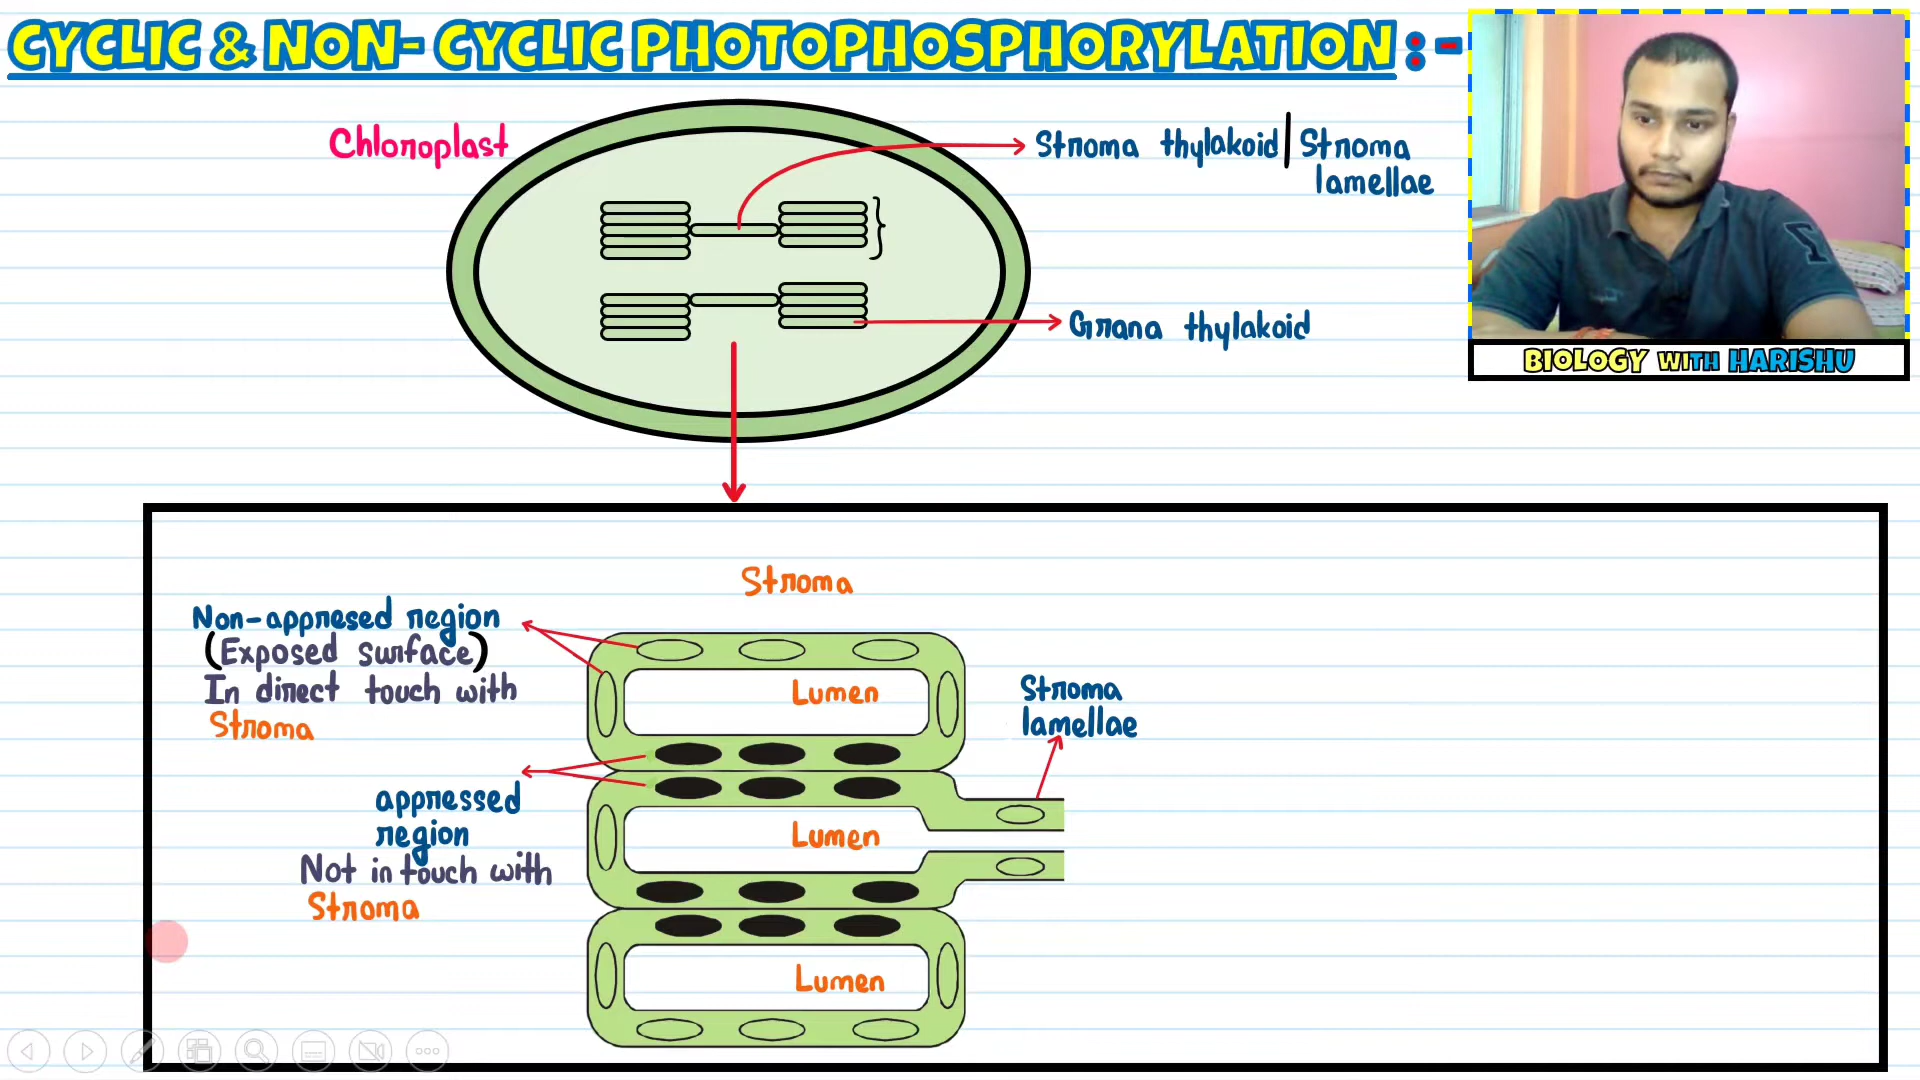 CYCLIC & NON- CYCLIC PHOTOPHOSPHORYLATION :-
Chloroplast
Stroma thylakoid | Stroma
lamellae
Grana thylakoid
BIOLOGY WITH HARISHU
Stroma
Non-appresed region
(Exposed surface)
In direct touch with
Stroma
Lumen
Stroma
lamellae
appressed
region
Not in touch with
Stroma
Lumen
Lumen